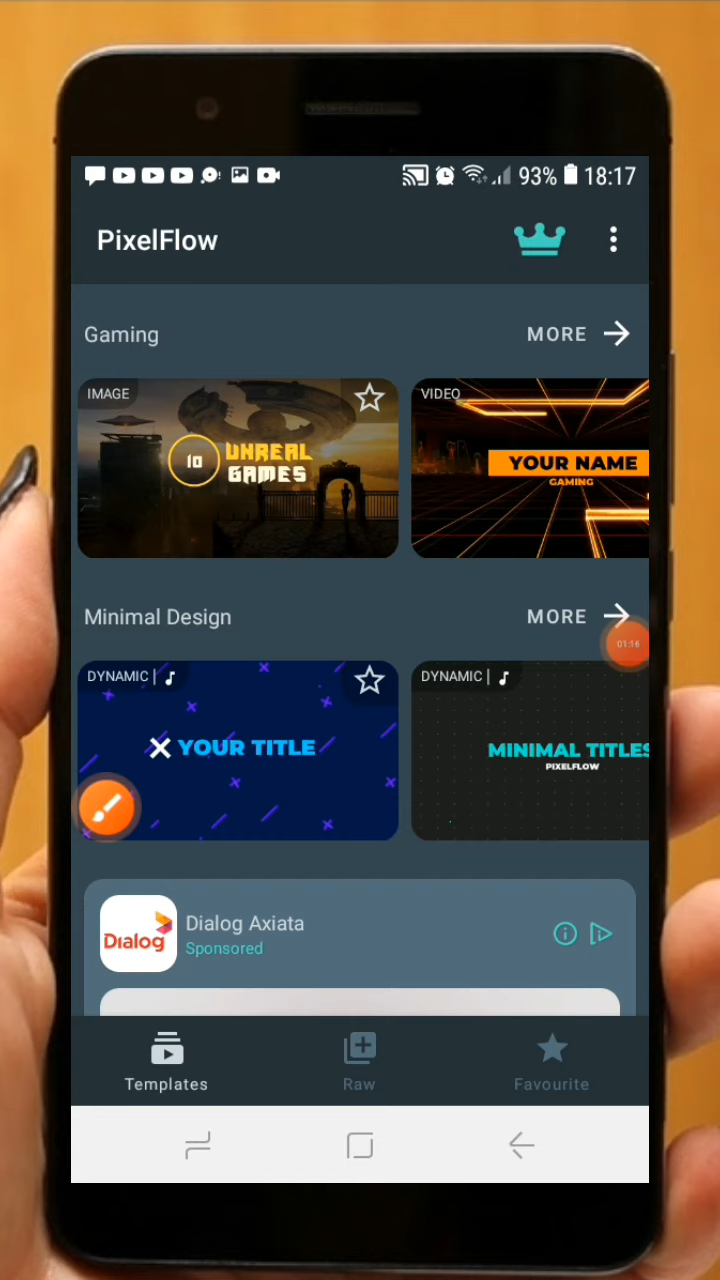 93% 18:17
PixelFlow
Gaming
MORE
IMAGE
10
UNREAL
GAMES
VIDEO
YOUR NAME
GAMING
Minimal Design
MORE
01:16
DYNAMIC |
YOUR TITLE
DYNAMIC |
MINIMAL TITLES
PIXELFLOW
Dialog
Dialog Axiata
Sponsored
Templates
Raw
Favourite